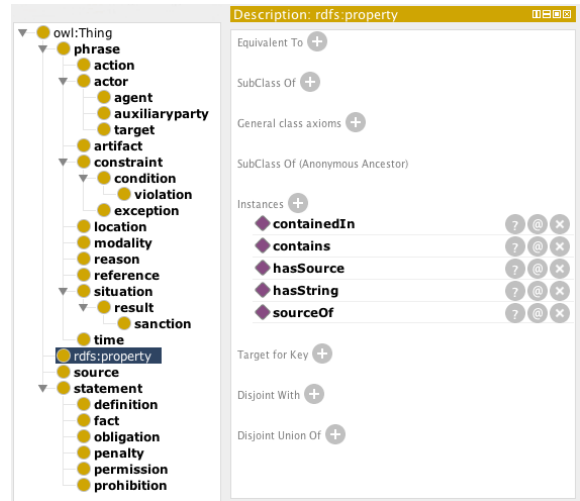 owl:Thing
phrase
action
actor
agent
auxiliaryparty
target
artifact
constraint
condition
violation
exception
location
modality
reason
reference
situation
result
sanction
time
rdfs:property
source
statement
definition
fact
obligation
penalty
permission
prohibition
Description: rdfs:property
Equivalent To
SubClass Of
General class axioms
SubClass Of (Anonymous Ancestor)
Instances
containedIn ? @ ×
contains ? @ ×
hasSource ? @ ×
hasString ? @ ×
sourceOf ? @ ×
Target for Key
Disjoint With
Disjoint Union Of